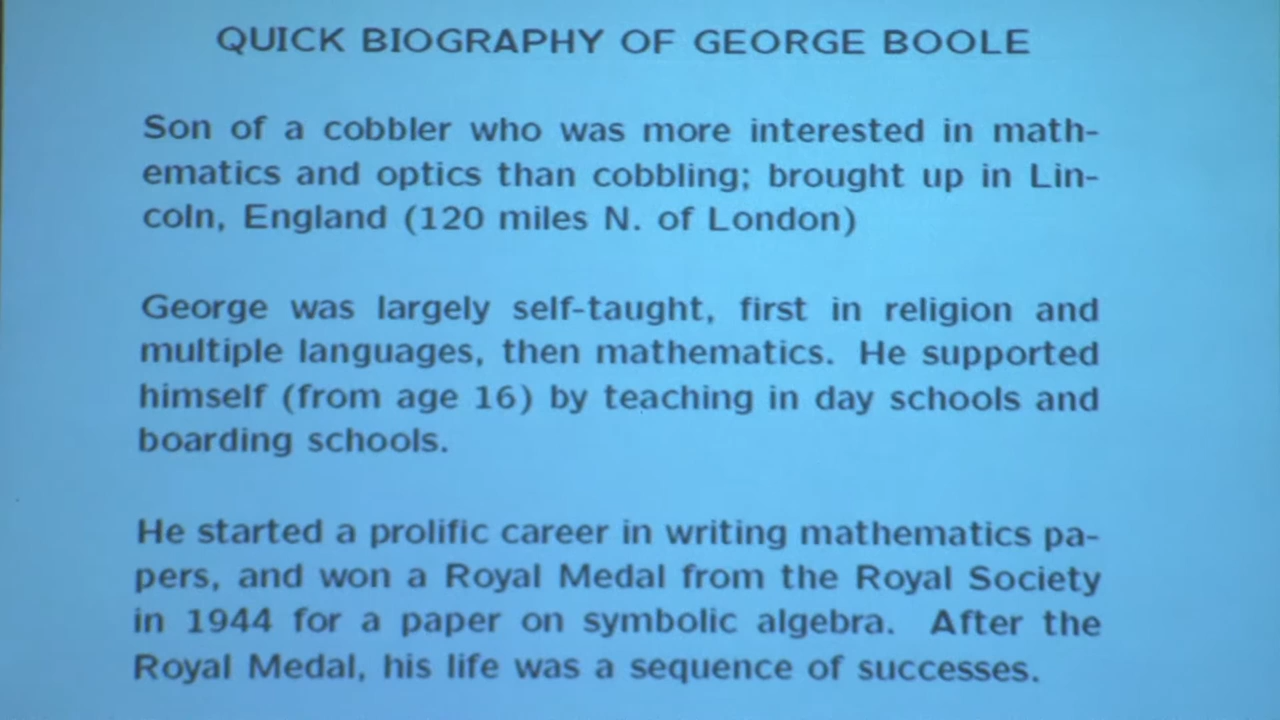 QUICK BIOGRAPHY OF GEORGE BOOLE
Son of a cobbler who was more interested in math-
ematics and optics than cobbling; brought up in Lin-
coln, England (120 miles N. of London)
George was largely self-taught, first in religion and
multiple languages, then mathematics. He supported
himself (from age 16) by teaching in day schools and
boarding schools.
He started a prolific career in writing mathematics pa-
pers, and won a Royal Medal from the Royal Society
in 1944 for a paper on symbolic algebra. After the
Royal Medal, his life was a sequence of successes.